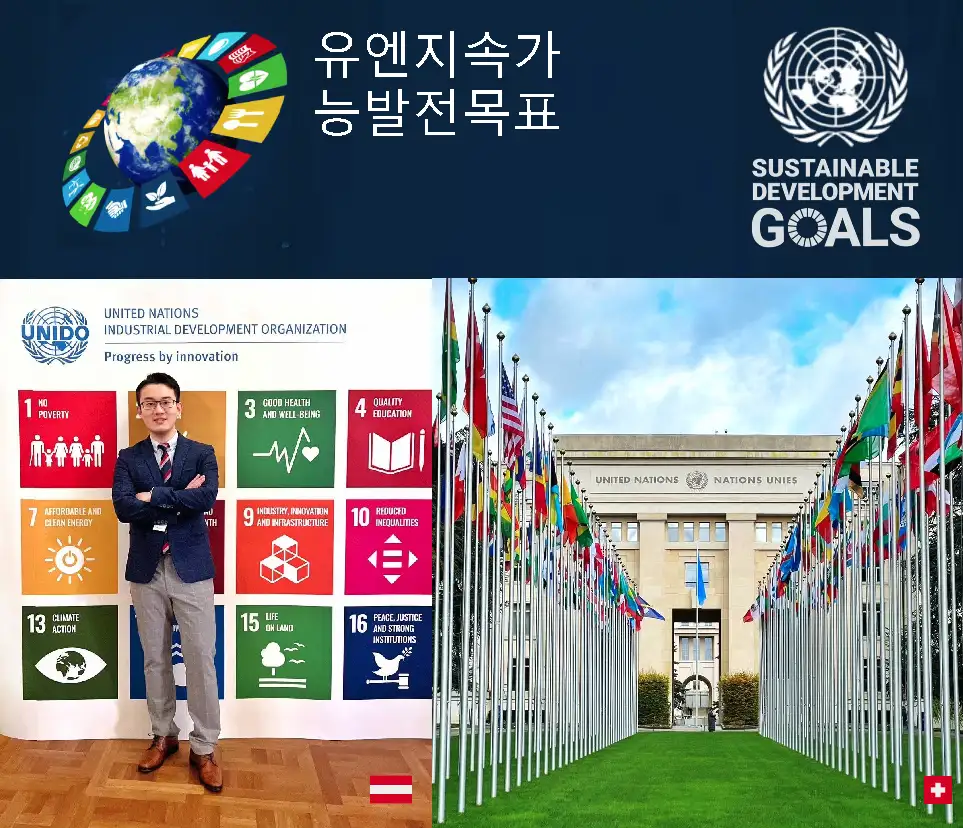 유엔지속가
능발전목표
SUSTAINABLE
DEVELOPMENT
GOALS
UNIDO
UNITED NATIONS
INDUSTRIAL DEVELOPMENT ORGANIZATION
Progress by innovation
1 NO
POVERTY
3 GOOD HEALTH
AND WELL-BEING
4 QUALITY
EDUCATION
7 AFFORDABLE AND
CLEAN ENERGY
9 INDUSTRY, INNOVATION
AND INFRASTRUCTURE
10 REDUCED
INEQUALITIES
13 CLIMATE
ACTION
15 LIFE
ON LAND
16 PEACE, JUSTICE
AND STRONG
INSTITUTIONS
UNITED NATIONS NATIONS UNIES